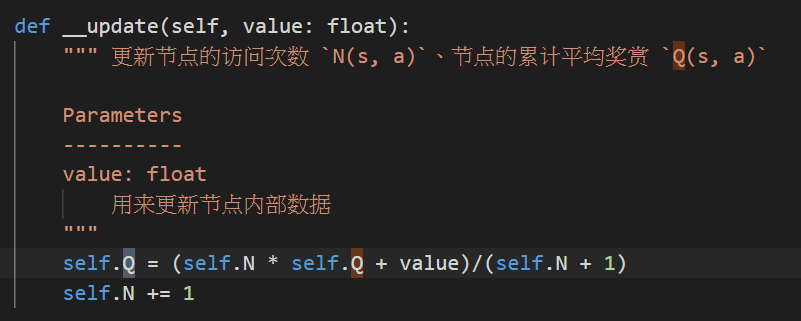 def __update(self, value: float):
""" 更新节点的访问次数 `N(s, a)`、节点的累计平均奖赏 `Q(s, a)`
Parameters
----------
value: float
用来更新节点内部数据
"""
self.Q = (self.N * self.Q + value)/(self.N + 1)
self.N += 1